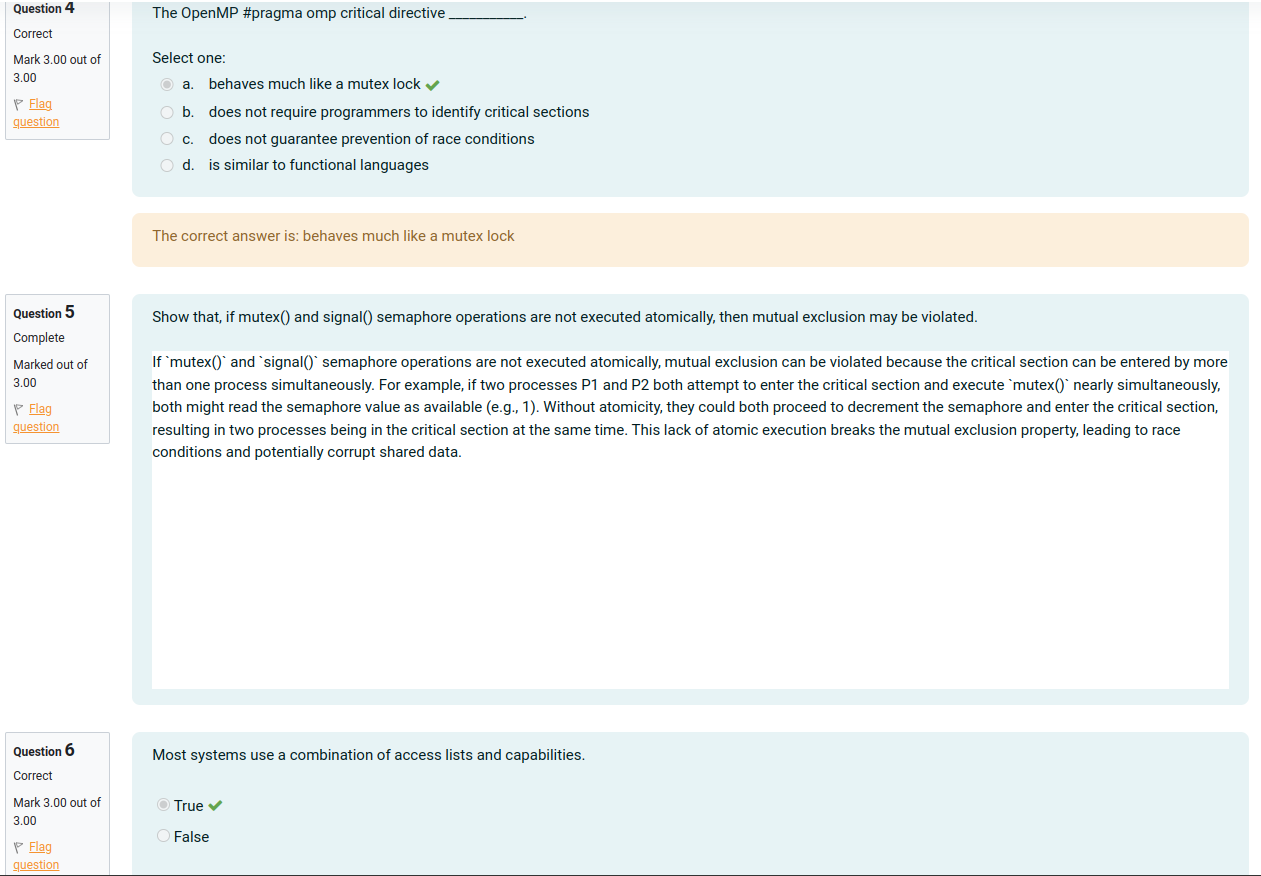 Question 4
Correct
Mark 3.00 out of
3.00
Flag
question
The OpenMP #pragma omp critical directive ___________.
Select one:
a. behaves much like a mutex lock
b. does not require programmers to identify critical sections
c. does not guarantee prevention of race conditions
d. is similar to functional languages
The correct answer is: behaves much like a mutex lock
Question 5
Complete
Marked out of
3.00
Flag
question
Show that, if mutex() and signal() semaphore operations are not executed atomically, then mutual exclusion may be violated.
If `mutex()` and `signal()` semaphore operations are not executed atomically, mutual exclusion can be violated because the critical section can be entered by more
than one process simultaneously. For example, if two processes P1 and P2 both attempt to enter the critical section and execute `mutex()` nearly simultaneously,
both might read the semaphore value as available (e.g., 1). Without atomicity, they could both proceed to decrement the semaphore and enter the critical section,
resulting in two processes being in the critical section at the same time. This lack of atomic execution breaks the mutual exclusion property, leading to race
conditions and potentially corrupt shared data.
Question 6
Correct
Mark 3.00 out of
3.00
Flag
question
Most systems use a combination of access lists and capabilities.
True
False